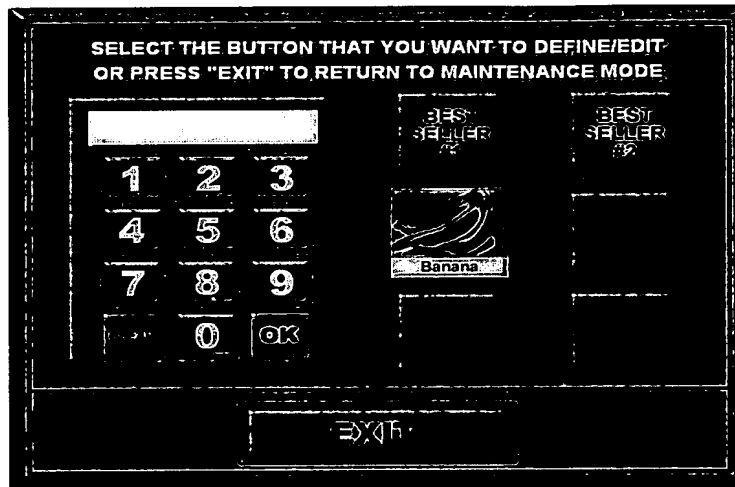 SELECT THE BUTTON THAT YOU WANT TO DEFINE/EDIT
OR PRESS "EXIT" TO RETURN TO MAINTENANCE MODE
BEST
SELLER
#1
BEST
SELLER
#2
1 2 3
4 5 6
Banana
7 8 9
0 OK
EXIT